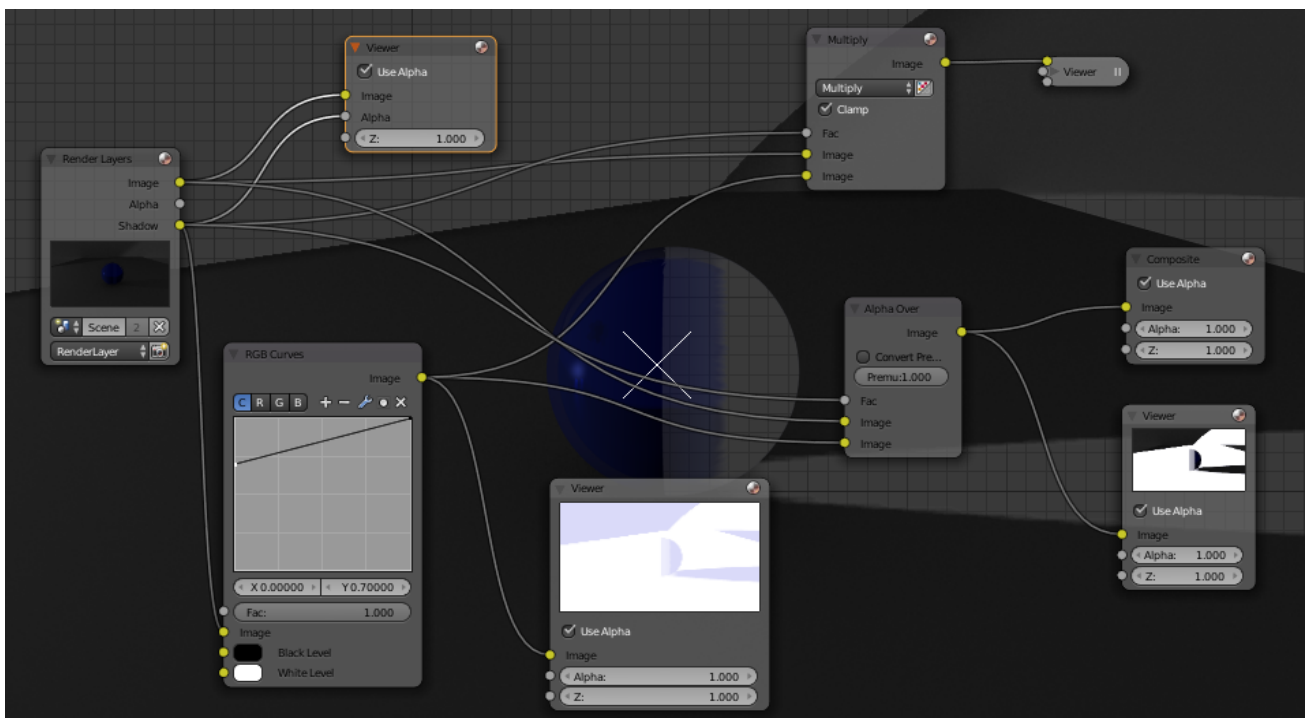 Viewer
Use Alpha
Image
Alpha
Z: 1.000
Multiply
Image
Multiply
Clamp
Fac
Image
Image
Viewer
Render Layers
Image
Alpha
Shadow
Scene 2
RenderLayer
RGB Curves
Image
C R G B
X 0.00000 Y 0.70000
Fac: 1.000
Image
Black Level
White Level
Viewer
Use Alpha
Image
Alpha: 1.000
Z: 1.000
Alpha Over
Image
Convert Pre...
Premu:1.000
Fac
Image
Image
Composite
Use Alpha
Image
Alpha: 1.000
Z: 1.000
Viewer
Use Alpha
Image
Alpha: 1.000
Z: 1.000